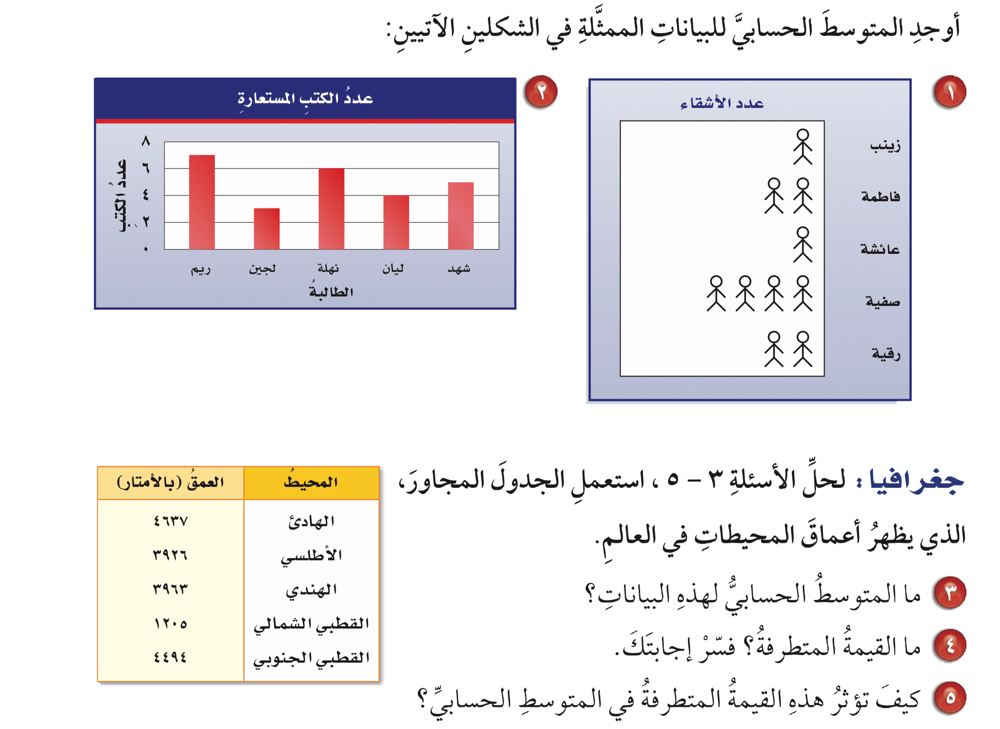 أوجدِ المتوسطَ الحسابيَّ للبياناتِ الممثَّلةِ في الشكلينِ الآتيينِ:
١
عدد الأشقاءِ
زينب
فاطمة
عائشة
صفية
رقية
٢
عددُ الكتبِ المستعارةِ
عددُ الكتبِ
٨
٦
٤
٢
٠
ريم لجين نهلة ليان شهد
الطالبةُ
جغرافيا: لحلِّ الأسئلةِ ٣ – ٥ ، استعملِ الجدولَ المجاورَ،
الذي يظهرُ أعماقَ المحيطاتِ في العالمِ.
٣ ما المتوسطُ الحسابيُّ لهذهِ البياناتِ؟
٤ ما القيمةُ المتطرفةُ؟ فسّرْ إجابتَكَ.
٥ كيفَ تؤثرُ هذهِ القيمةُ المتطرفةُ في المتوسطِ الحسابيِّ؟
المحيطُ العمقُ (بالأمتار)
الهادئ ٤٦٣٧
الأطلسي ٣٩٢٦
الهندي ٣٩٦٣
القطبي الشمالي ١٢٠٥
القطبي الجنوبي ٤٤٩٤